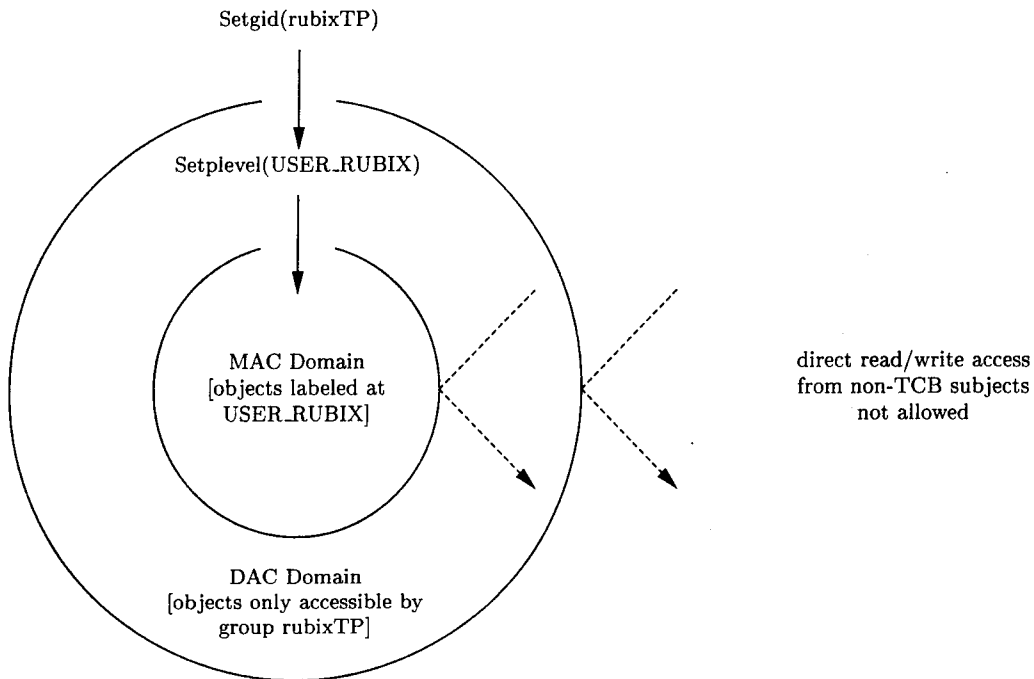 Setgid(rubixTP)
Setplevel(USER_RUBIX)
MAC Domain
[objects labeled at
USER_RUBIX]
direct read/write access
from non-TCB subjects
not allowed
DAC Domain
[objects only accessible by
group rubixTP]